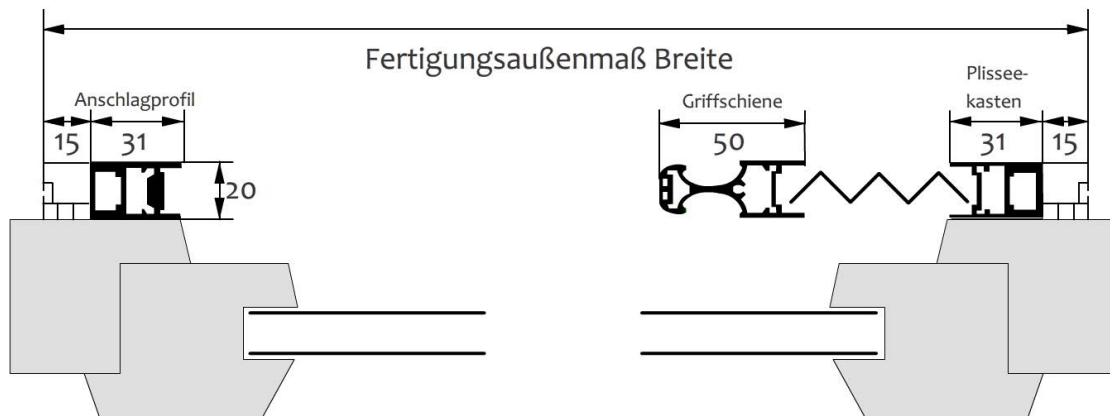 Fertigungsaußenmaß Breite
Anschlagprofil
15
31
20
Griffschiene
50
Plissee-
kasten
31
15